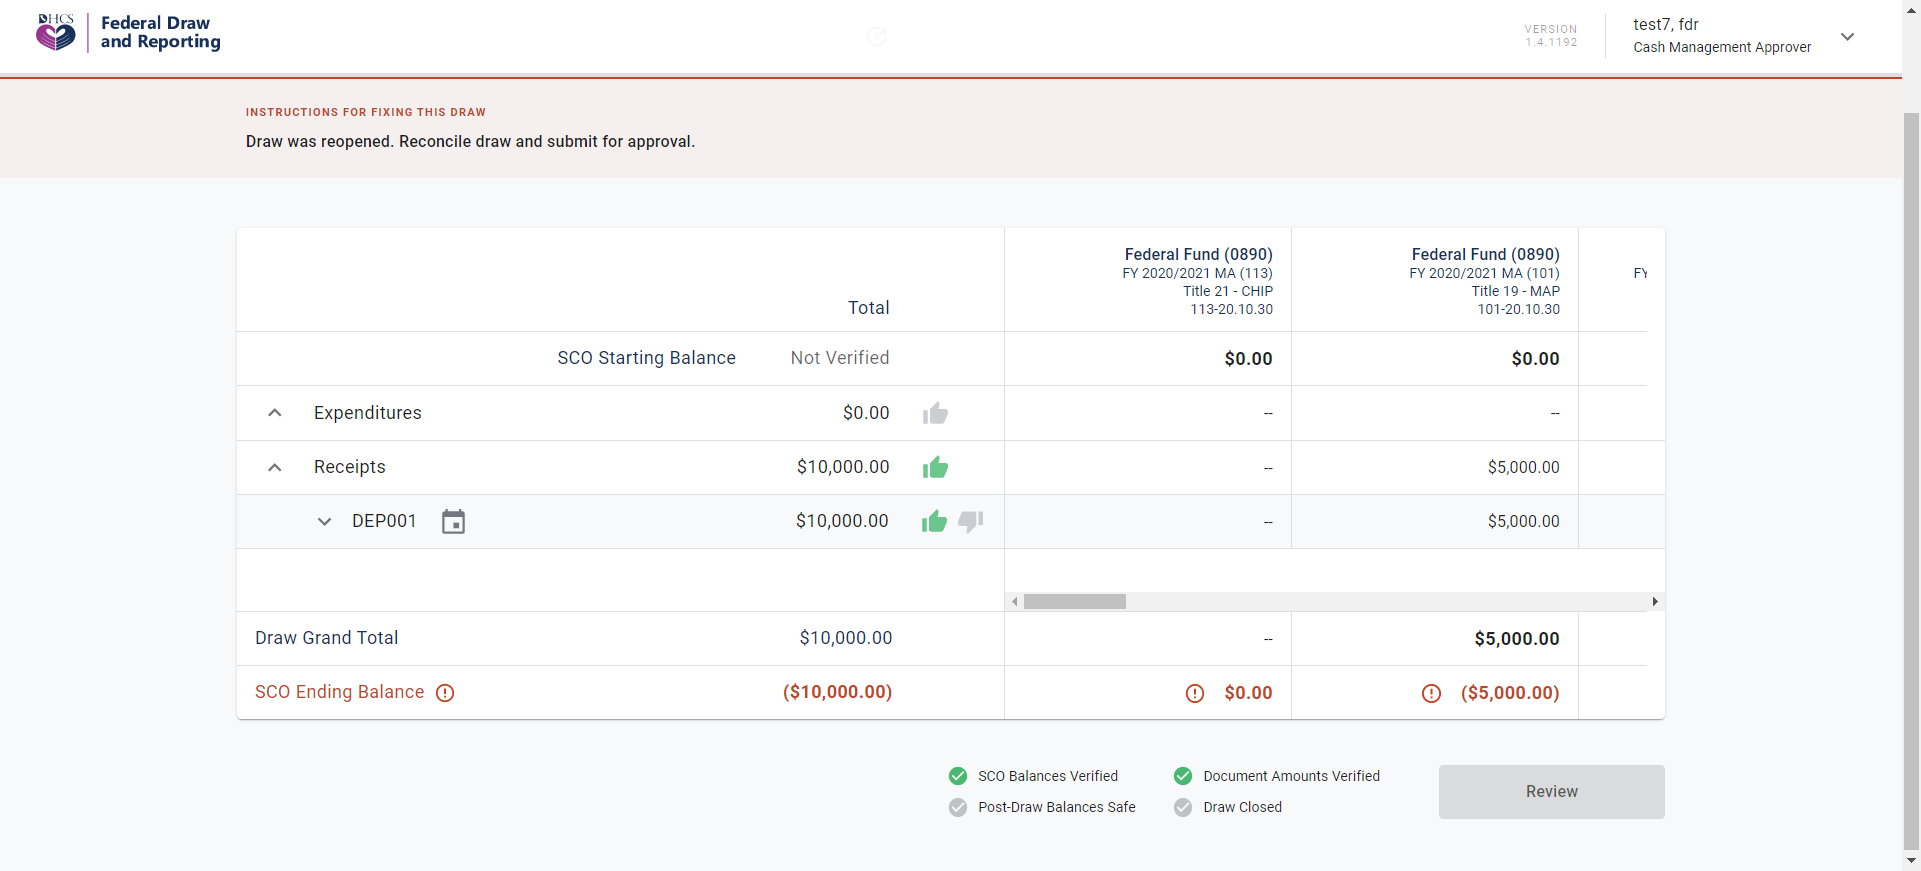 DHCS
Federal Draw
and Reporting
VERSION
1.4.1192
test7, fdr
Cash Management Approver
INSTRUCTIONS FOR FIXING THIS DRAW
Draw was reopened. Reconcile draw and submit for approval.
Total
Federal Fund (0890)
FY 2020/2021 MA (113)
Title 21 - CHIP
113-20.10.30
Federal Fund (0890)
FY 2020/2021 MA (101)
Title 19 - MAP
101-20.10.30
FY
SCO Starting Balance Not Verified $0.00 $0.00
Expenditures $0.00 -- --
Receipts $10,000.00 -- $5,000.00
DEP001 $10,000.00 -- $5,000.00
Draw Grand Total $10,000.00 -- $5,000.00
SCO Ending Balance ($10,000.00) $0.00 ($5,000.00)
SCO Balances Verified Document Amounts Verified
Post-Draw Balances Safe Draw Closed
Review